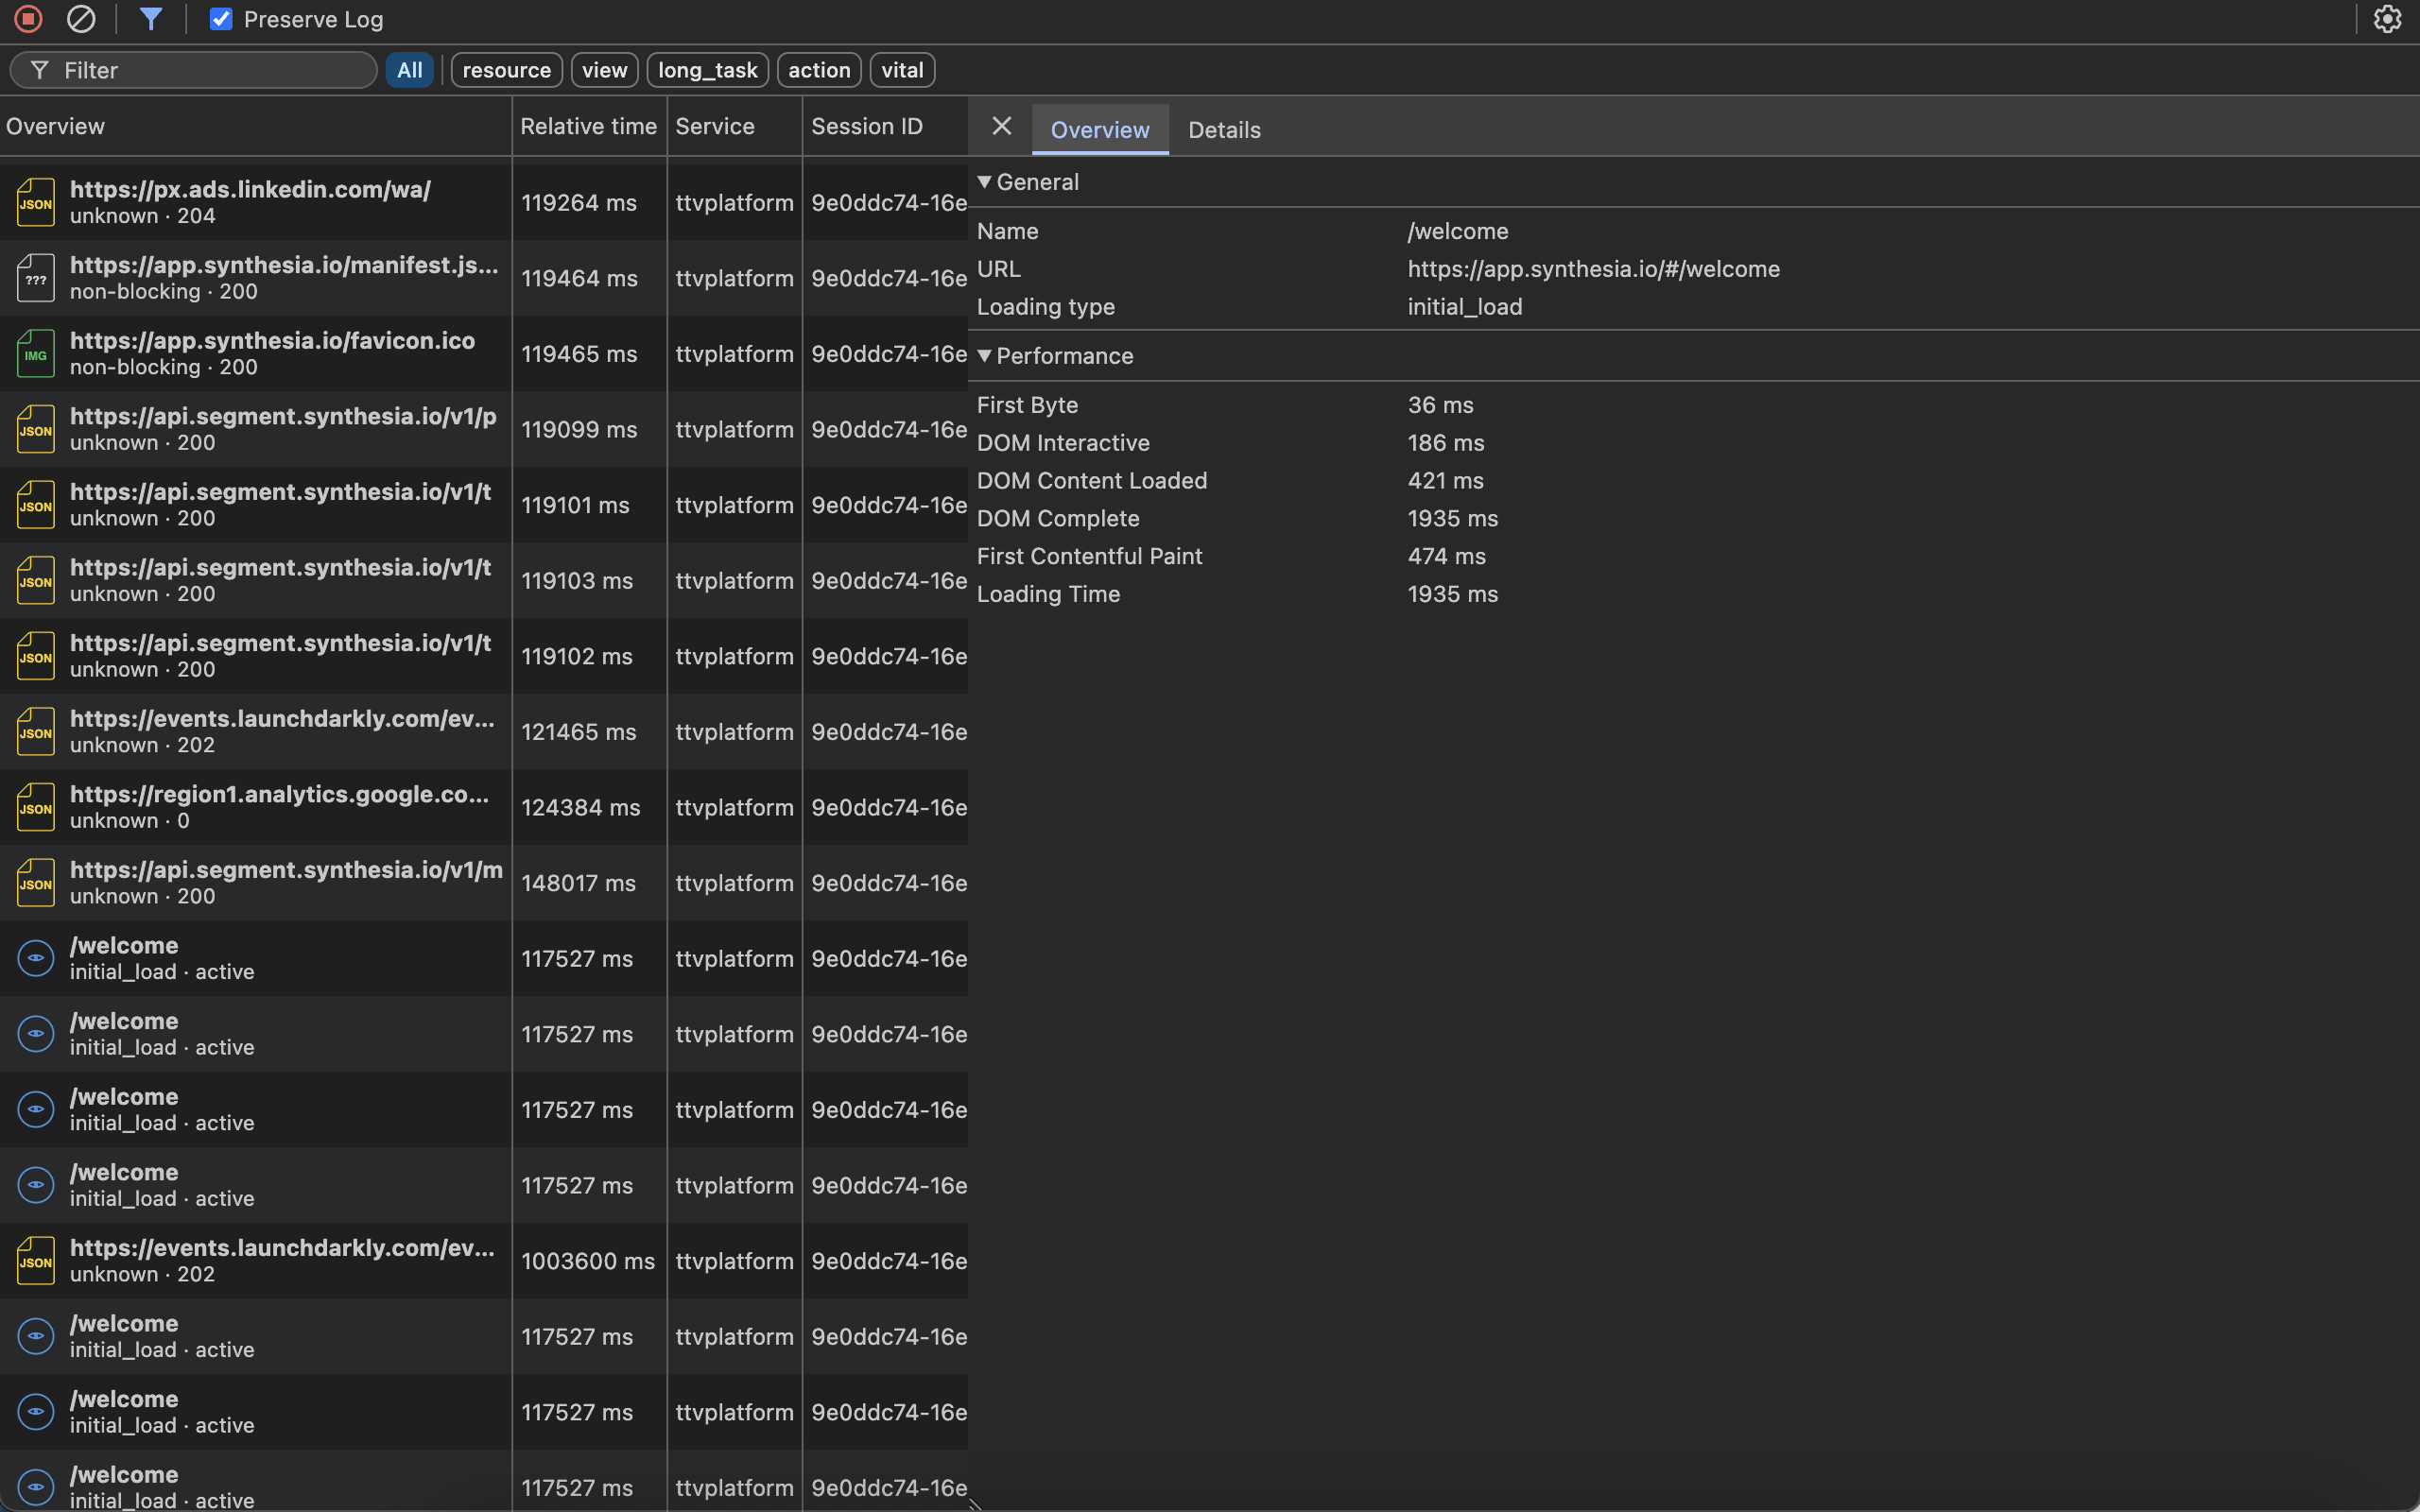 Preserve Log
Filter All resource view long_task action vital
Overview Relative time Service Session ID
JSON https://px.ads.linkedin.com/wa/ 119264 ms ttvplatform 9e0ddc74-16e
unknown · 204
??? https://app.synthesia.io/manifest.js... 119464 ms ttvplatform 9e0ddc74-16e
non-blocking · 200
IMG https://app.synthesia.io/favicon.ico 119465 ms ttvplatform 9e0ddc74-16e
non-blocking · 200
JSON https://api.segment.synthesia.io/v1/p 119099 ms ttvplatform 9e0ddc74-16e
unknown · 200
JSON https://api.segment.synthesia.io/v1/t 119101 ms ttvplatform 9e0ddc74-16e
unknown · 200
JSON https://api.segment.synthesia.io/v1/t 119103 ms ttvplatform 9e0ddc74-16e
unknown · 200
JSON https://api.segment.synthesia.io/v1/t 119102 ms ttvplatform 9e0ddc74-16e
unknown · 200
JSON https://events.launchdarkly.com/ev... 121465 ms ttvplatform 9e0ddc74-16e
unknown · 202
JSON https://region1.analytics.google.co... 124384 ms ttvplatform 9e0ddc74-16e
unknown · 0
JSON https://api.segment.synthesia.io/v1/m 148017 ms ttvplatform 9e0ddc74-16e
unknown · 200
/welcome 117527 ms ttvplatform 9e0ddc74-16e
initial_load · active
/welcome 117527 ms ttvplatform 9e0ddc74-16e
initial_load · active
/welcome 117527 ms ttvplatform 9e0ddc74-16e
initial_load · active
/welcome 117527 ms ttvplatform 9e0ddc74-16e
initial_load · active
JSON https://events.launchdarkly.com/ev... 1003600 ms ttvplatform 9e0ddc74-16e
unknown · 202
/welcome 117527 ms ttvplatform 9e0ddc74-16e
initial_load · active
/welcome 117527 ms ttvplatform 9e0ddc74-16e
initial_load · active
/welcome 117527 ms ttvplatform 9e0ddc74-16e
initial_load · active
Overview Details
General
Name /welcome
URL https://app.synthesia.io/#/welcome
Loading type initial_load
Performance
First Byte 36 ms
DOM Interactive 186 ms
DOM Content Loaded 421 ms
DOM Complete 1935 ms
First Contentful Paint 474 ms
Loading Time 1935 ms